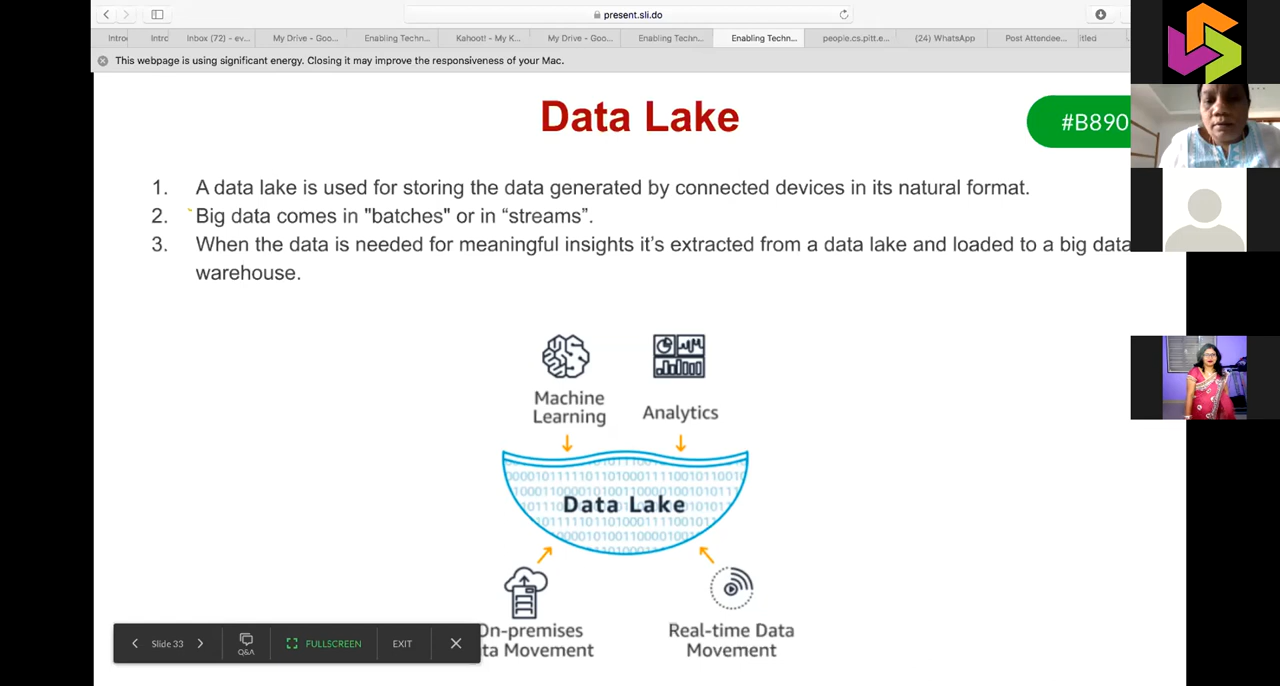 present.sli.do
Intro
Intrc
Inbox (72) - ev...
My Drive - Goo...
Enabling Techn...
Kahoot! - My K...
My Drive - Goo...
Enabling Techn...
Enabling Techn...
people.cs.pitt.e...
(24) WhatsApp
Post Attendee...
itled
This webpage is using significant energy. Closing it may improve the responsiveness of your Mac.
Data Lake
#B890
1. A data lake is used for storing the data generated by connected devices in its natural format.
2. Big data comes in "batches" or in “streams”.
3. When the data is needed for meaningful insights it’s extracted from a data lake and loaded to a big data
warehouse.
Machine
Learning
Analytics
Data Lake
On-premises
ta Movement
Real-time Data
Movement
Slide 33
Q&A
FULLSCREEN
EXIT